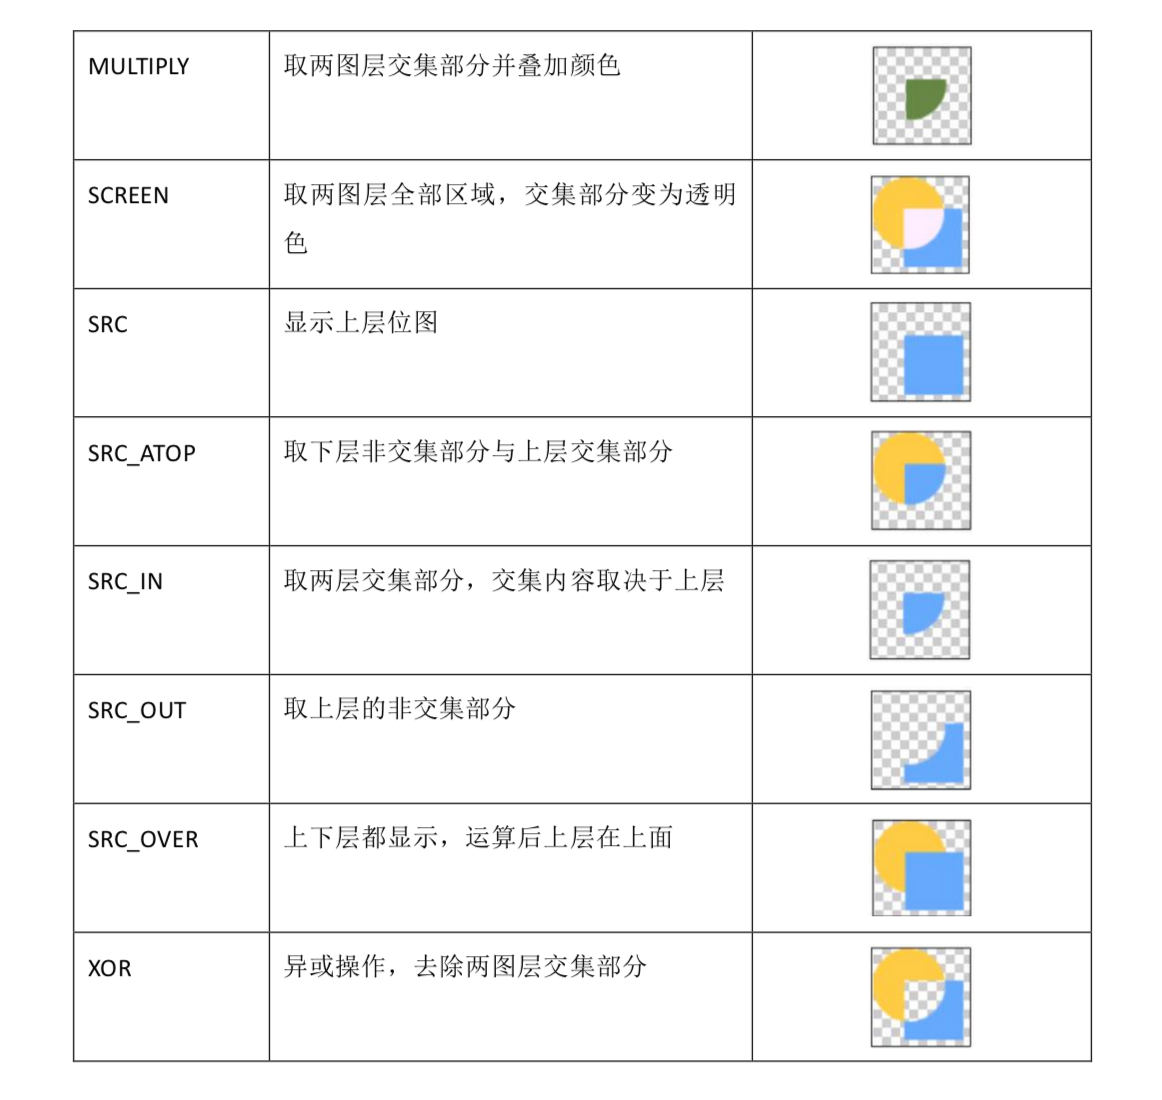 MULTIPLY
取两图层交集部分并叠加颜色
SCREEN
取两图层全部区域，交集部分变为透明
色
SRC
显示上层位图
SRC_ATOP
取下层非交集部分与上层交集部分
SRC_IN
取两层交集部分，交集内容取决于上层
SRC_OUT
取上层的非交集部分
SRC_OVER
上下层都显示，运算后上层在上面
XOR
异或操作，去除两图层交集部分